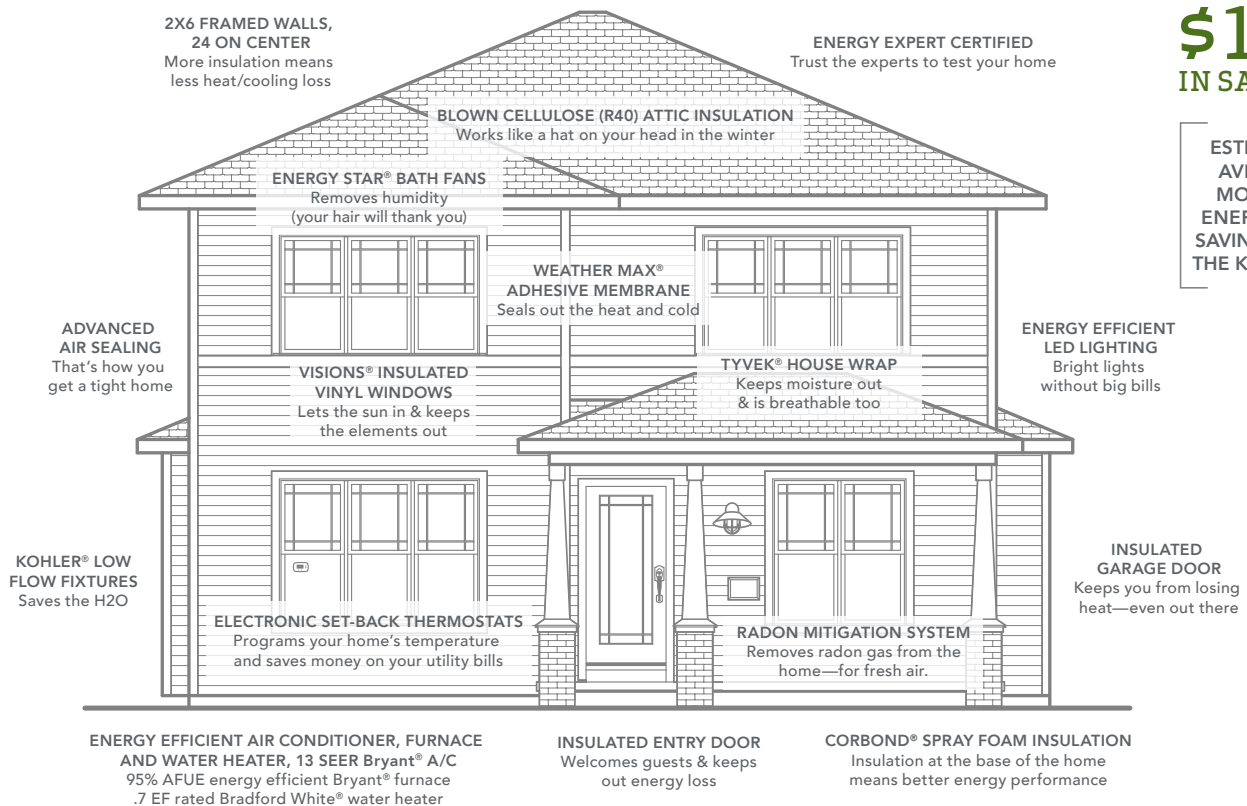 2X6 FRAMED WALLS,
24 ON CENTER
More insulation means
less heat/cooling loss
ENERGY EXPERT CERTIFIED
Trust the experts to test your home
BLOWN CELLULOSE (R40) ATTIC INSULATION
Works like a hat on your head in the winter
ENERGY STAR® BATH FANS
Removes humidity
(your hair will thank you)
WEATHER MAX®
ADHESIVE MEMBRANE
Seals out the heat and cold
ADVANCED
AIR SEALING
That's how you
get a tight home
VISIONS® INSULATED
VINYL WINDOWS
Lets the sun in & keeps
the elements out
TYVEK® HOUSE WRAP
Keeps moisture out
& is breathable too
ENERGY EFFICIENT
LED LIGHTING
Bright lights
without big bills
KOHLER® LOW
FLOW FIXTURES
Saves the H2O
ELECTRONIC SET-BACK THERMOSTATS
Programs your home's temperature
and saves money on your utility bills
RADON MITIGATION SYSTEM
Removes radon gas from the
home—for fresh air.
INSULATED
GARAGE DOOR
Keeps you from losing
heat—even out there
ENERGY EFFICIENT AIR CONDITIONER, FURNACE
AND WATER HEATER, 13 SEER Bryant® A/C
95% AFUE energy efficient Bryant® furnace
.7 EF rated Bradford White® water heater
INSULATED ENTRY DOOR
Welcomes guests & keeps
out energy loss
CORBOND® SPRAY FOAM INSULATION
Insulation at the base of the home
means better energy performance
$1
IN SA
THE K